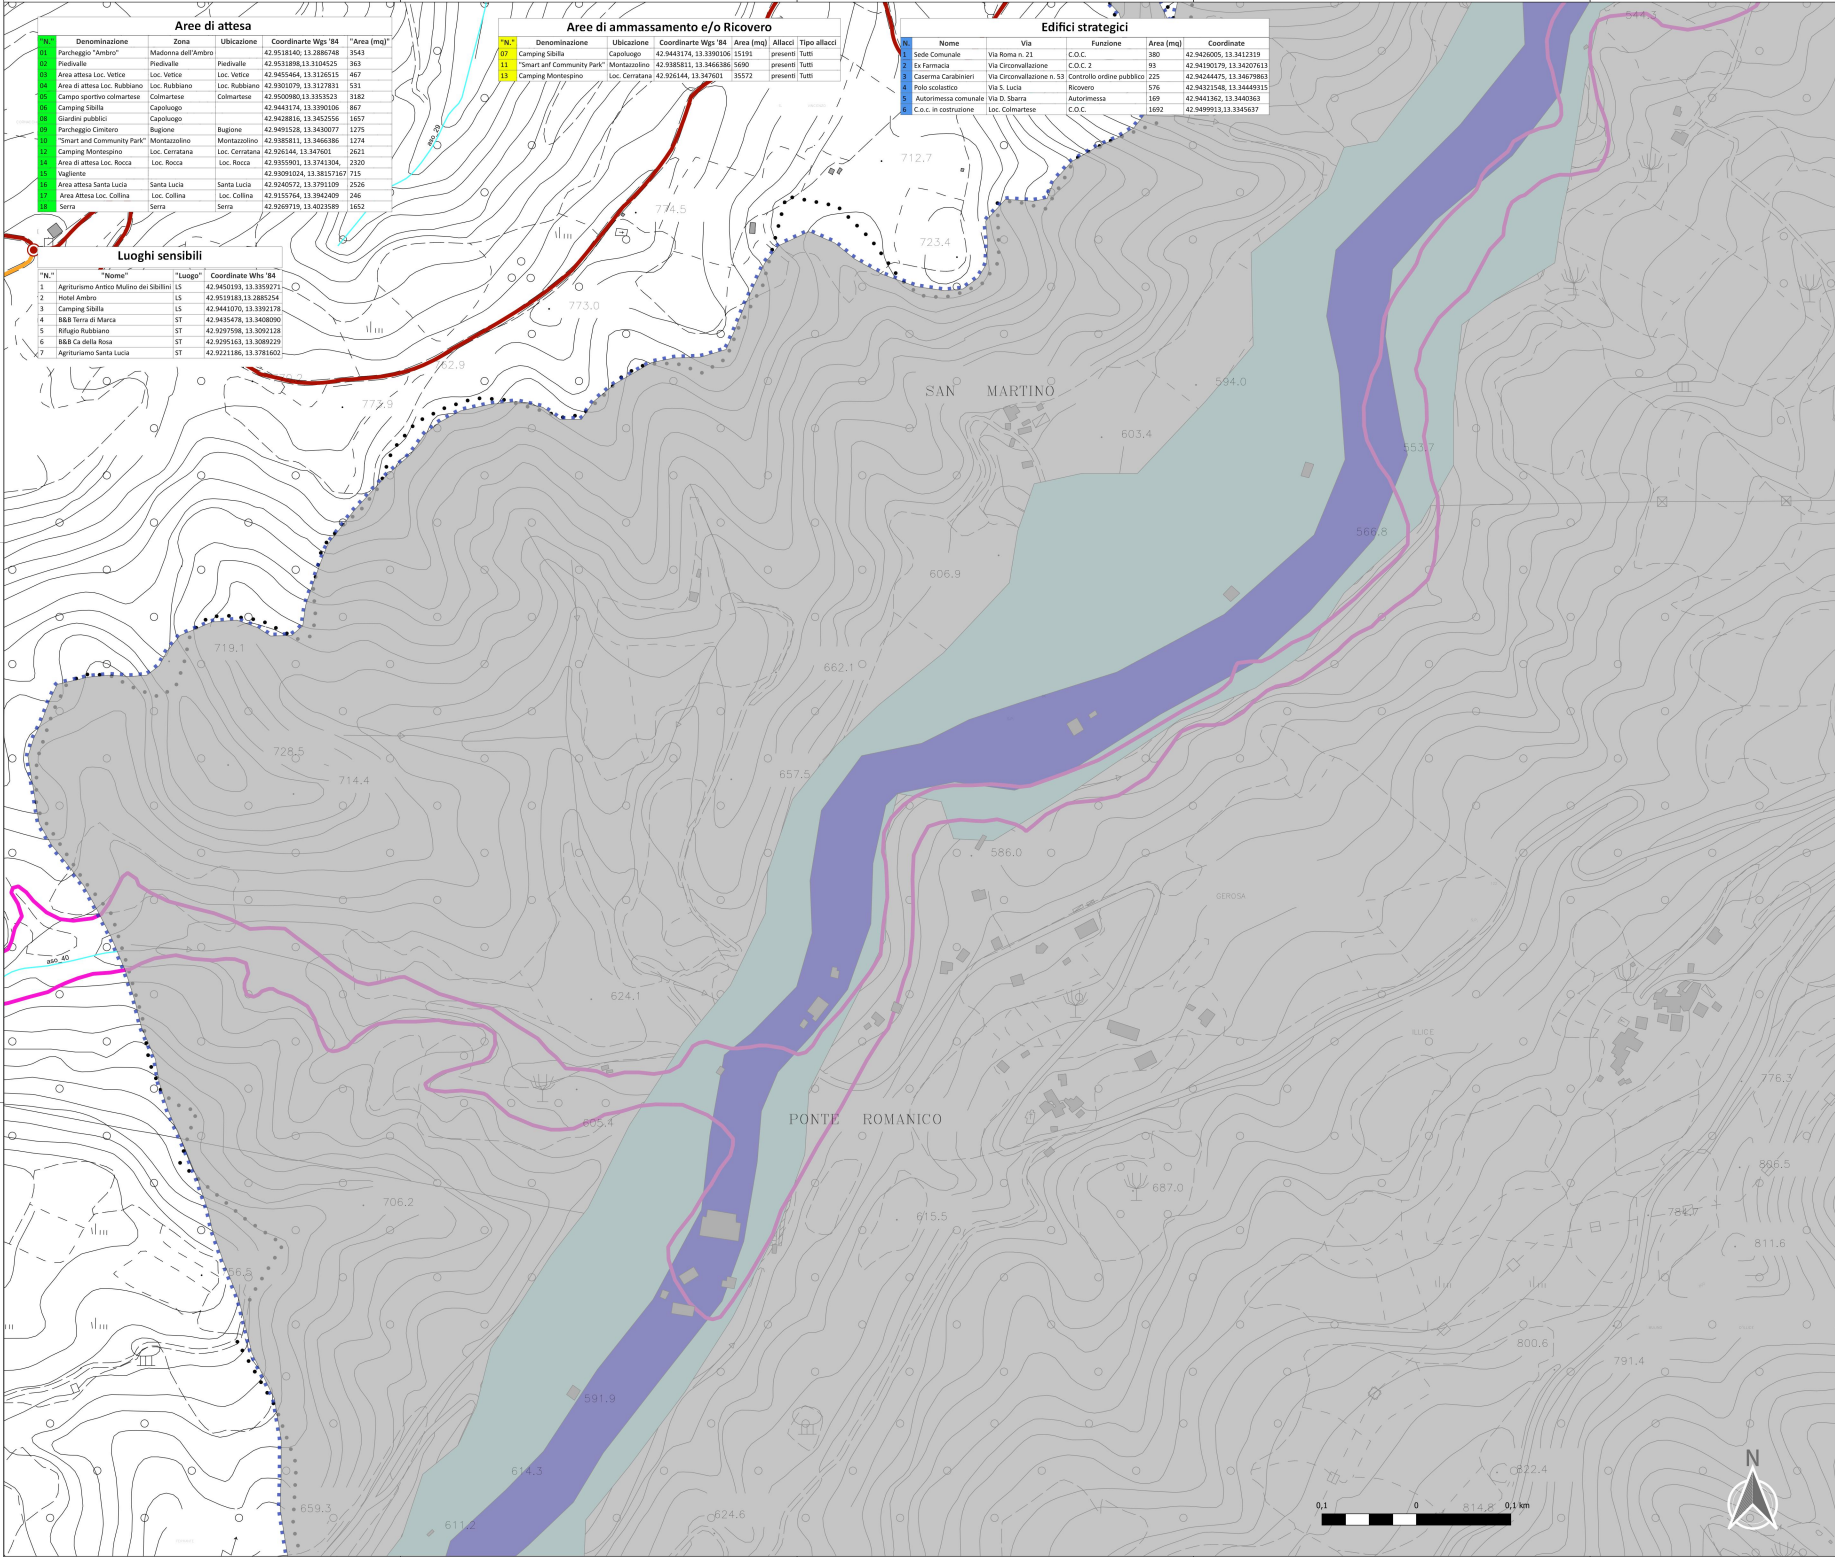 Aree di attesa
"N." Denominazione Zona Ubicazione Coordinarte Wgs '84 "Area (mq)"
01 Parcheggio "Ambro" Madonna dell'Ambro 42.9518140; 13.2886748 3543
02 Piedivalle Piedivalle Piedivalle 42.9531898,13.3104525 363
03 Area attesa Loc. Vetice Loc. Vetice Loc. Vetice 42.9455464, 13.3126515 467
04 Area di attesa Loc. Rubbiano Loc. Rubbiano Loc. Rubbiano 42.9301079, 13.3127831 531
05 Campo sportivo colmartese Colmartese Colmartese 42.9500980,13.3353523 3182
06 Camping Sibilla Capoluogo 42.9443174, 13.3390106 867
08 Giardini pubblici Capoluogo 42.9428816, 13.3452556 1657
09 Parcheggio Cimitero Bugione Bugione 42.9491528, 13.3430077 1275
10 "Smart and Community Park" Montazzolino Montazzolino 42.9385811, 13.3466386 1274
12 Camping Montespino Loc. Cerratana Loc. Cerratana 42.926144, 13.347601 2621
14 Area di attesa Loc. Rocca Loc. Rocca Loc. Rocca 42.9355901, 13.3741304, 2320
15 Vagliente 42.93091024, 13.38157167 715
16 Area attesa Santa Lucia Santa Lucia Santa Lucia 42.9240572, 13.3791109 2526
17 Area Attesa Loc. Collina Loc. Collina Loc. Collina 42.9155764, 13.3942409 246
18 Serra Serra Serra 42.9269719, 13.4023589 1652
Aree di ammassamento e/o Ricovero
"N." Denominazione Ubicazione Coordinarte Wgs '84 Area (mq) Allacci Tipo allacci
07 Camping Sibilla Capoluogo 42.9443174, 13.3390106 15191 presenti Tutti
11 "Smart anf Community Park" Montazzolino 42.9385811, 13.3466386 5690 presenti Tutti
13 Camping Montespino Loc. Cerratana 42.926144, 13.347601 35572 presenti Tutti
Edifici strategici
N. Nome Via Funzione Area (mq) Coordinate
1 Sede Comunale Via Roma n. 21 C.O.C. 380 42.9426005, 13.3412319
2 Ex Farmacia Via Circonvallazione C.O.C. 2 93 42.94190179, 13.34207613
3 Caserma Carabinieri Via Circonvallazione n. 53 Controllo ordine pubblico 225 42.94244475, 13.34679863
4 Polo scolastico Via S. Lucia Ricovero 576 42.94321548, 13.34449315
5 Autorimessa comunale Via D. Sbarra Autorimessa 169 42.9441362, 13.3440363
6 C.o.c. in costruzione Loc. Colmartese C.O.C. 1692 42.9499913,13.3345637
Luoghi sensibili
"N." "Nome" "Luogo" Coordinate Whs '84
1 Agriturismo Antico Mulino dei Sibillini LS 42.9450193, 13.3359271
2 Hotel Ambro LS 42.9519183,13.2885254
3 Camping Sibilla LS 42.9441070, 13.3392178
4 B&B Terra di Marca ST 42.9435478, 13.3408090
5 Rifugio Rubbiano ST 42.9297598, 13.3092128
6 B&B Ca della Rosa ST 42.9295163, 13.3089229
7 Agrituriamo Santa Lucia ST 42.9221186, 13.3781602
aso_20
712.7
774.5
723.4
773.0
773.9
SAN MARTINO
594.0
603.4
553.7
566.8
606.9
719.1
662.1
728.5
714.4
657.5
586.0
GEROSA
aso_40
624.1
ILLICE
776.3
605.4
PONTE ROMANICO
806.5
687.0
706.2
615.5
784.7
811.6
800.6
791.4
591.9
614.3
822.4
659.3
624.6
814.8
611.2
0,1 0 0,1 km
N